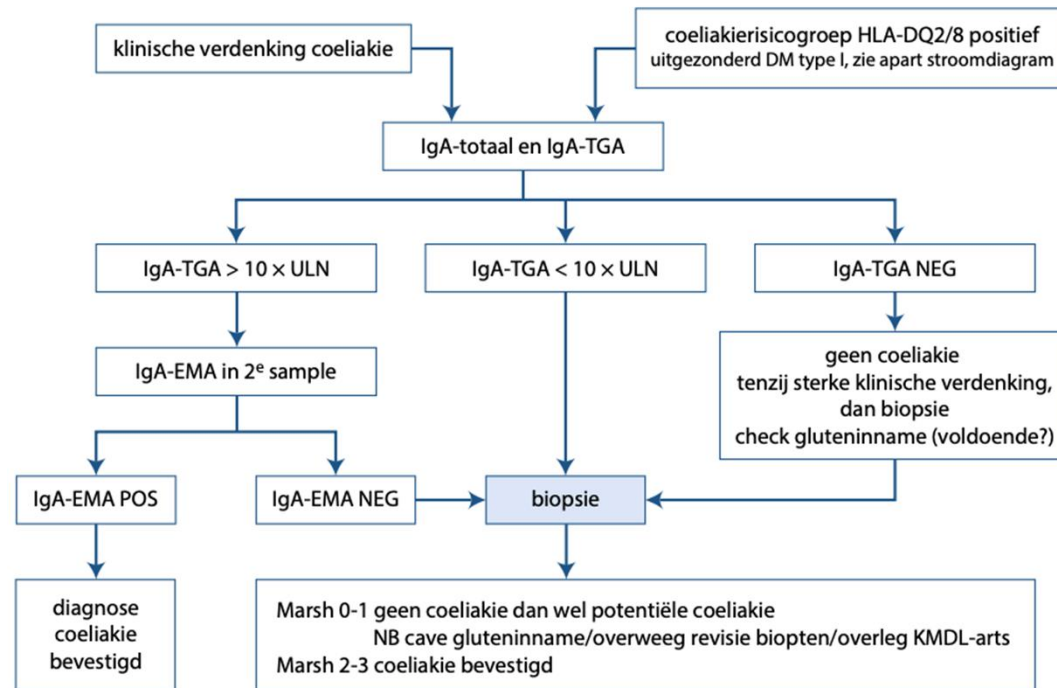 klinische verdenking coeliakie
coeliakierisicogroep HLA-DQ2/8 positief
uitgezonderd DM type I, zie apart stroomdiagram
IgA-totaal en IgA-TGA
IgA-TGA > 10 × ULN
IgA-TGA < 10 × ULN
IgA-TGA NEG
IgA-EMA in 2e sample
geen coeliakie
tenzij sterke klinische verdenking,
dan biopsie
check gluteninname (voldoende?)
IgA-EMA POS
IgA-EMA NEG
biopsie
diagnose
coeliakie
bevestigd
Marsh 0-1 geen coeliakie dan wel potentiële coeliakie
NB cave gluteninname/overweeg revisie biopten/overleg KMDL-arts
Marsh 2-3 coeliakie bevestigd